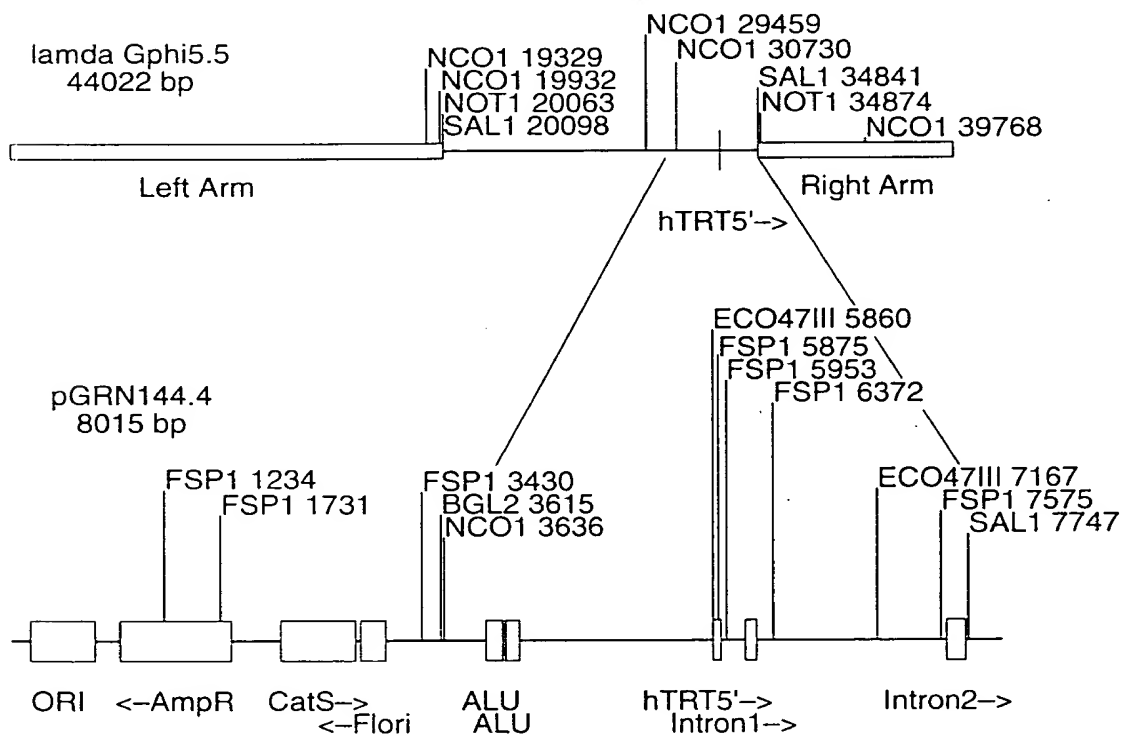 lamda Gphi5.5
44022 bp
NCO1 19329
NCO1 19932
NOT1 20063
SAL1 20098
NCO1 29459
NCO1 30730
SAL1 34841
NOT1 34874
NCO1 39768
Left Arm
Right Arm
hTRT5'–>
pGRN144.4
8015 bp
ECO47III 5860
FSP1 5875
FSP1 5953
FSP1 6372
FSP1 1234
FSP1 1731
FSP1 3430
BGL2 3615
NCO1 3636
ECO47III 7167
FSP1 7575
SAL1 7747
ORI
<–AmpR
CatS–>
<–Flori
ALU
ALU
hTRT5'–>
Intron1–>
Intron2–>